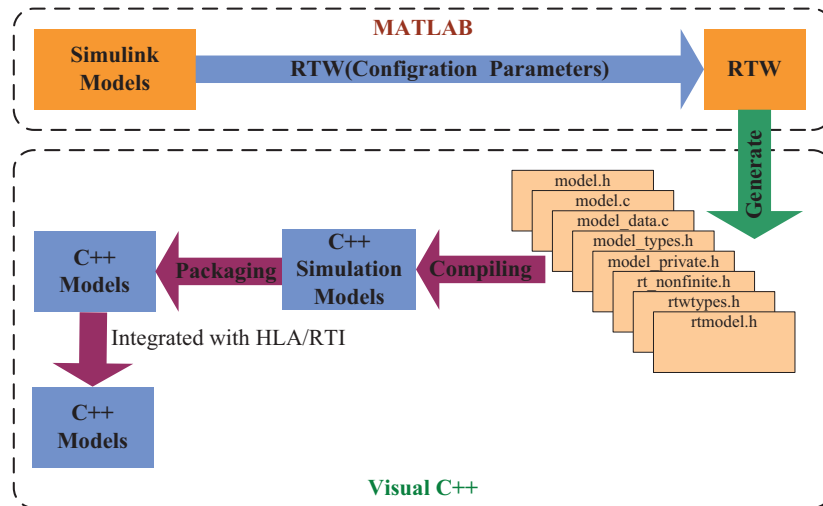 MATLAB
Simulink
Models
RTW(Configration Parameters)
RTW
Generate
model.h
model.c
model_data.c
model_types.h
model_private.h
rt_nonfinite.h
rtwtypes.h
rtmodel.h
Compiling
C++
Simulation
Models
Packaging
C++
Models
Integrated with HLA/RTI
C++
Models
Visual C++